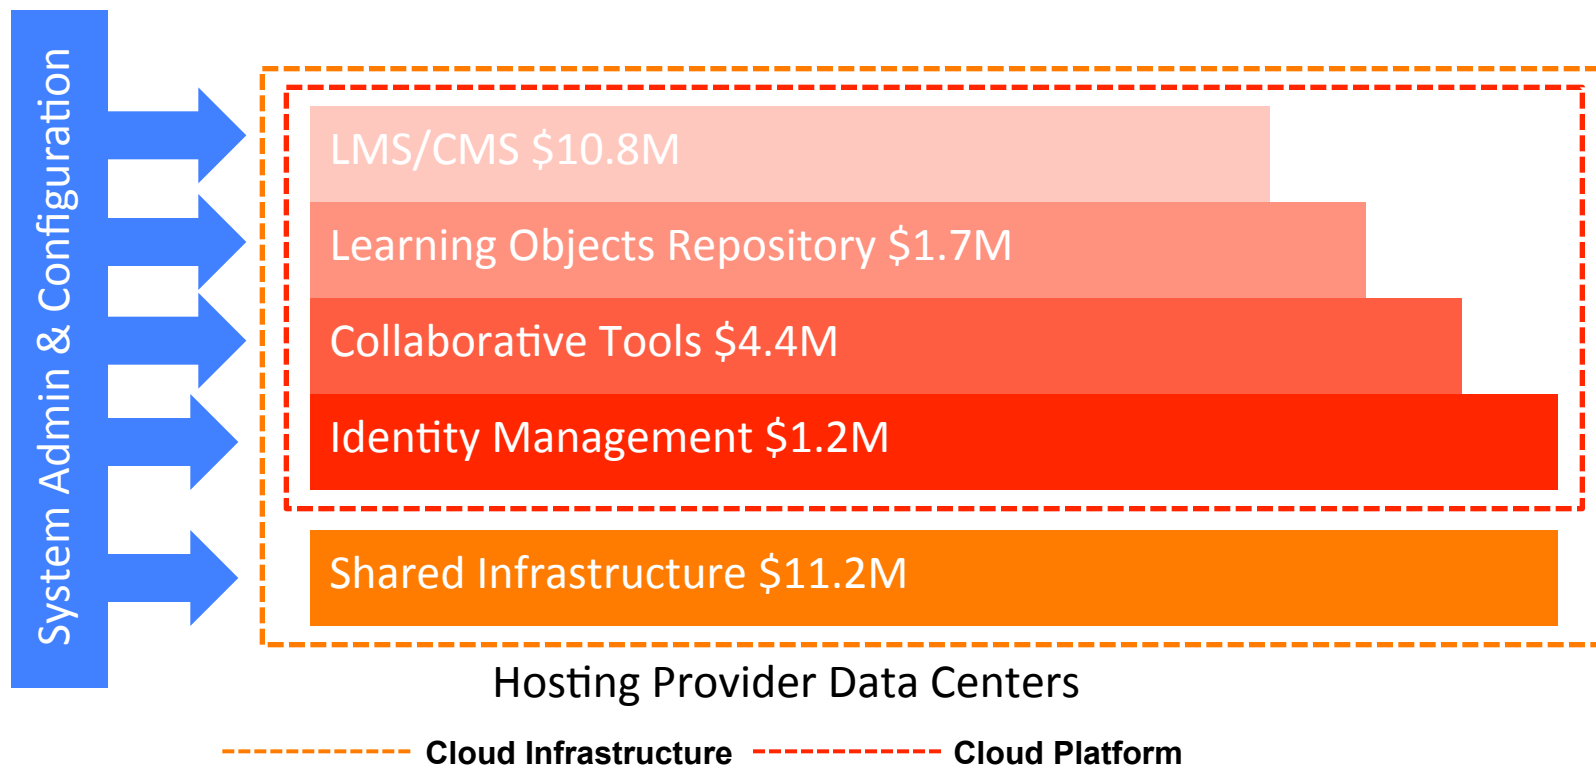 System Admin & Configuration
LMS/CMS $10.8M
Learning Objects Repository $1.7M
Collaborative Tools $4.4M
Identity Management $1.2M
Shared Infrastructure $11.2M
Hosting Provider Data Centers
Cloud Infrastructure
Cloud Platform